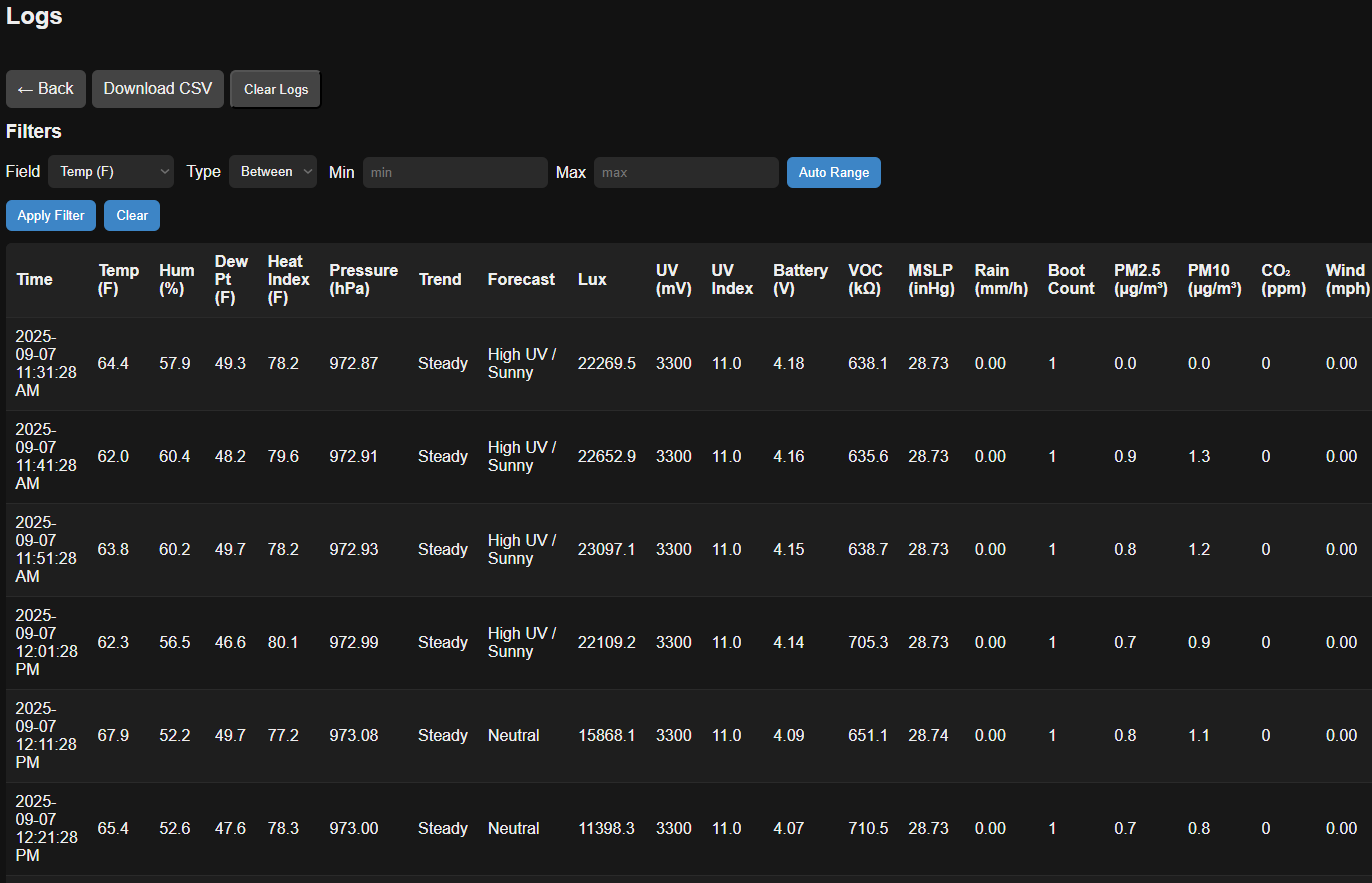 Logs
← Back Download CSV Clear Logs
Filters
Field Temp (F) Type Between Min min Max max Auto Range
Apply Filter Clear
Time Temp (F) Hum (%) Dew Pt (F) Heat Index (F) Pressure (hPa) Trend Forecast Lux UV (mV) UV Index Battery (V) VOC (kΩ) MSLP (inHg) Rain (mm/h) Boot Count PM2.5 (µg/m³) PM10 (µg/m³) CO₂ (ppm) Wind (mph)
2025-09-07 11:31:28 AM 64.4 57.9 49.3 78.2 972.87 Steady High UV / Sunny 22269.5 3300 11.0 4.18 638.1 28.73 0.00 1 0.0 0.0 0 0.00
2025-09-07 11:41:28 AM 62.0 60.4 48.2 79.6 972.91 Steady High UV / Sunny 22652.9 3300 11.0 4.16 635.6 28.73 0.00 1 0.9 1.3 0 0.00
2025-09-07 11:51:28 AM 63.8 60.2 49.7 78.2 972.93 Steady High UV / Sunny 23097.1 3300 11.0 4.15 638.7 28.73 0.00 1 0.8 1.2 0 0.00
2025-09-07 12:01:28 PM 62.3 56.5 46.6 80.1 972.99 Steady High UV / Sunny 22109.2 3300 11.0 4.14 705.3 28.73 0.00 1 0.7 0.9 0 0.00
2025-09-07 12:11:28 PM 67.9 52.2 49.7 77.2 973.08 Steady Neutral 15868.1 3300 11.0 4.09 651.1 28.74 0.00 1 0.8 1.1 0 0.00
2025-09-07 12:21:28 PM 65.4 52.6 47.6 78.3 973.00 Steady Neutral 11398.3 3300 11.0 4.07 710.5 28.73 0.00 1 0.7 0.8 0 0.00